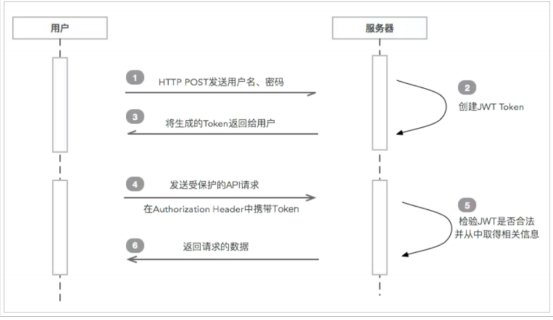 用户
服务器
1
HTTP POST发送用户名、密码
2
创建JWT Token
3
将生成的Token返回给用户
4
发送受保护的API请求
在Authorization Header中携带Token
5
检验JWT是否合法
并从中取得相关信息
6
返回请求的数据